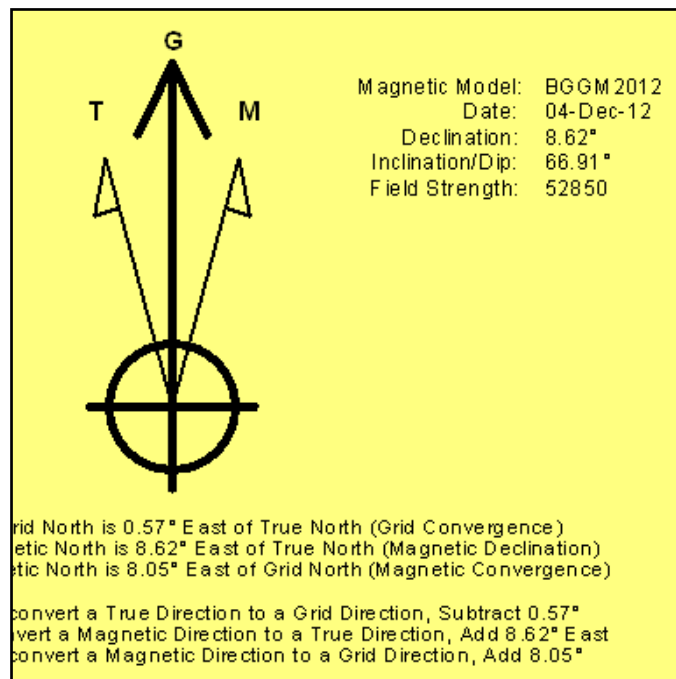 G
T
M
Magnetic Model: BGGM2012
Date: 04-Dec-12
Declination: 8.62°
Inclination/Dip: 66.91°
Field Strength: 52850
rid North is 0.57° East of True North (Grid Convergence)
etic North is 8.62° East of True North (Magnetic Declination)
etic North is 8.05° East of Grid North (Magnetic Convergence)
convert a True Direction to a Grid Direction, Subtract 0.57°
nvert a Magnetic Direction to a True Direction, Add 8.62° East
convert a Magnetic Direction to a Grid Direction, Add 8.05°